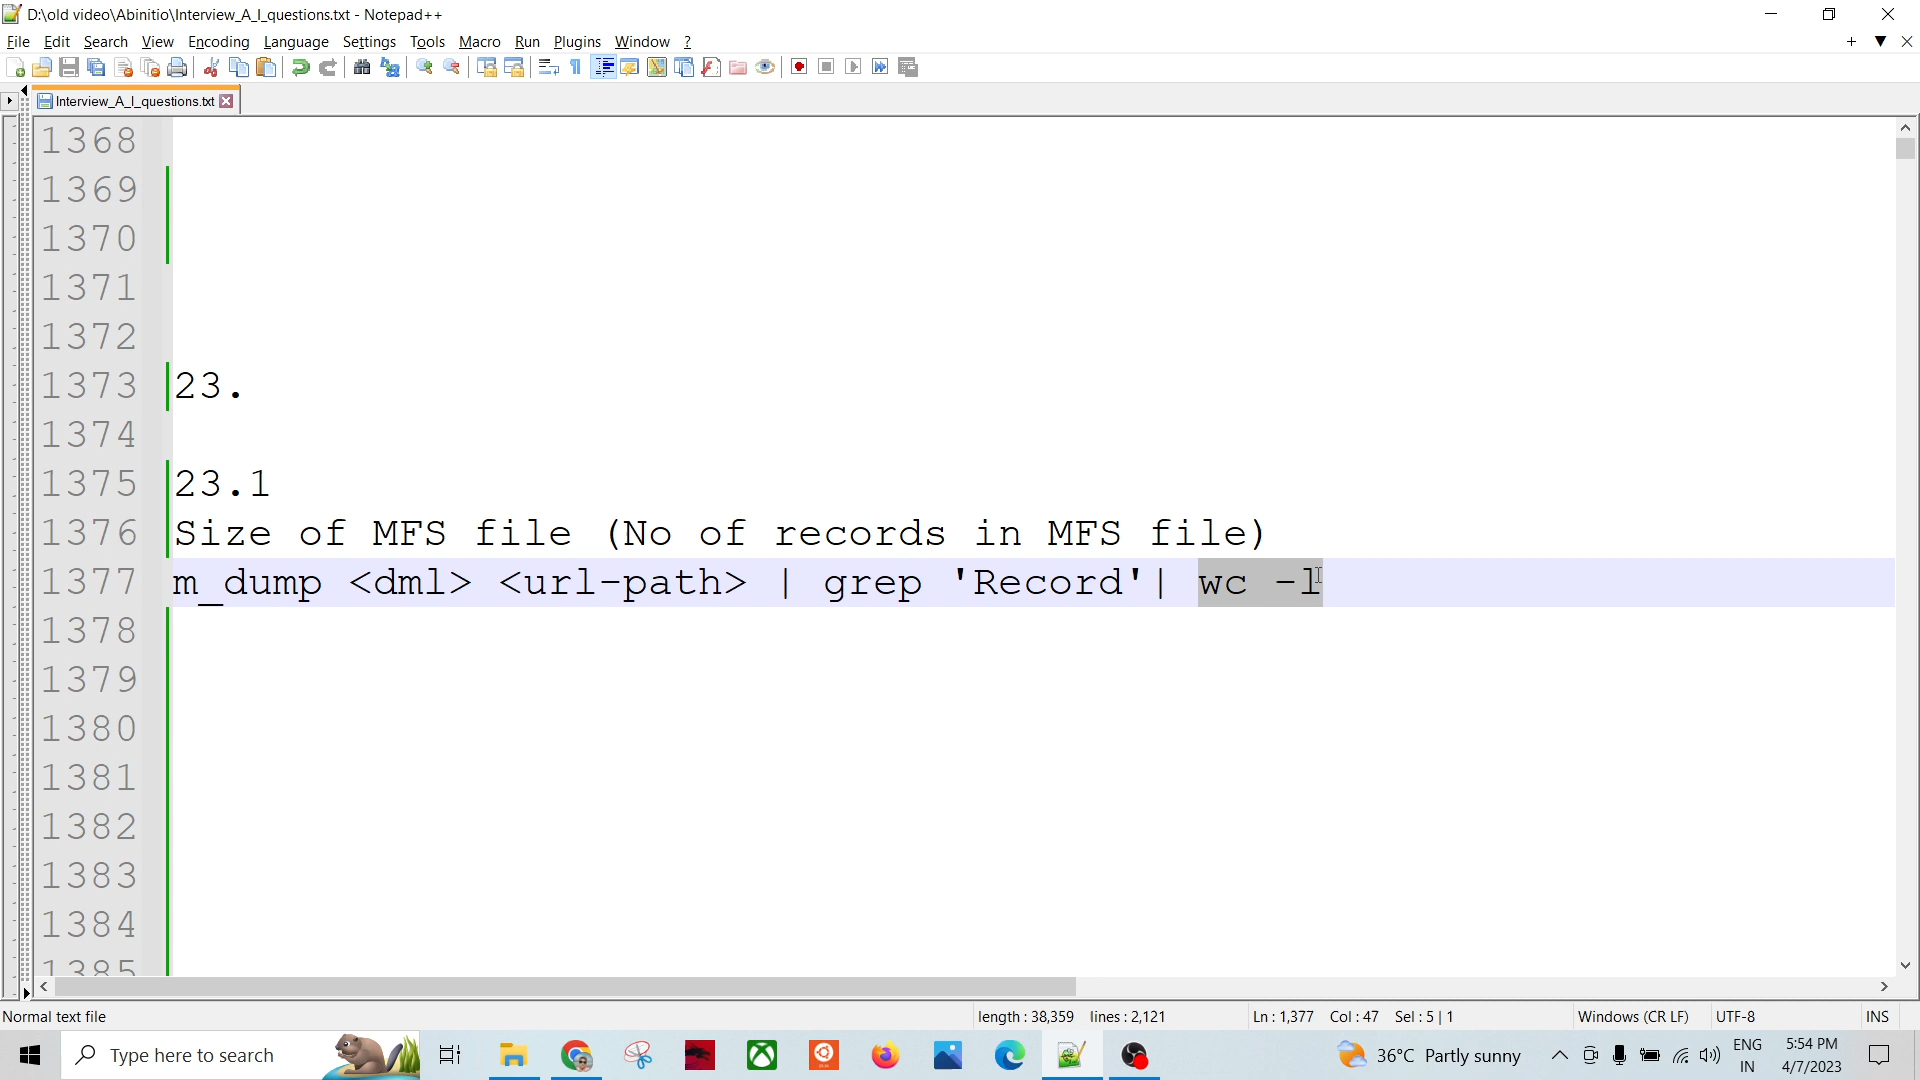 D:\old video\Abinitio\Interview_A_I_questions.txt - Notepad++
File Edit Search View Encoding Language Settings Tools Macro Run Plugins Window ?
Interview_A_I_questions.txt
1368
1369
1370
1371
1372
1373 23.
1374
1375 23.1
1376 Size of MFS file (No of records in MFS file)
1377 m_dump <dml> <url-path> | grep 'Record'| wc -l
1378
1379
1380
1381
1382
1383
1384
1385
Normal text file length : 38,359 lines : 2,121 Ln : 1,377 Col : 47 Sel : 5 | 1 Windows (CR LF) UTF-8 INS
Type here to search 36°C Partly sunny ENG IN 5:54 PM 4/7/2023